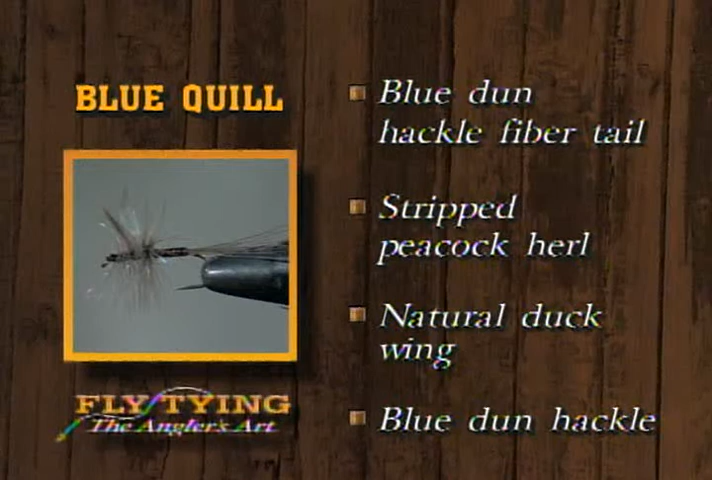 BLUE QUILL
Blue dun
hackle fiber tail
Stripped
peacock herl
Natural duck
wing
Blue dun hackle
FLY TYING
The Angler's Art